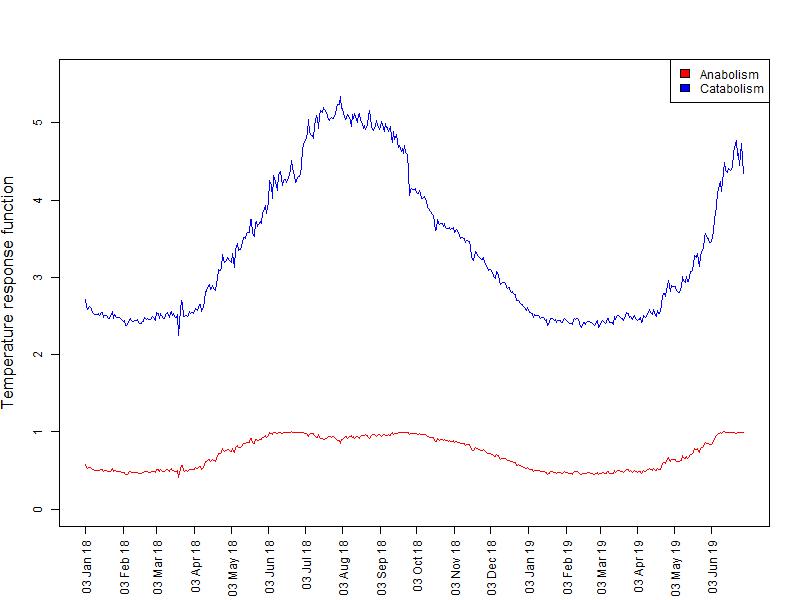 Anabolism
Catabolism
Temperature response function
5
4
3
2
1
0
03 Jan 18
03 Feb 18
03 Mar 18
03 Apr 18
03 May 18
03 Jun 18
03 Jul 18
03 Aug 18
03 Sep 18
03 Oct 18
03 Nov 18
03 Dec 18
03 Jan 19
03 Feb 19
03 Mar 19
03 Apr 19
03 May 19
03 Jun 19